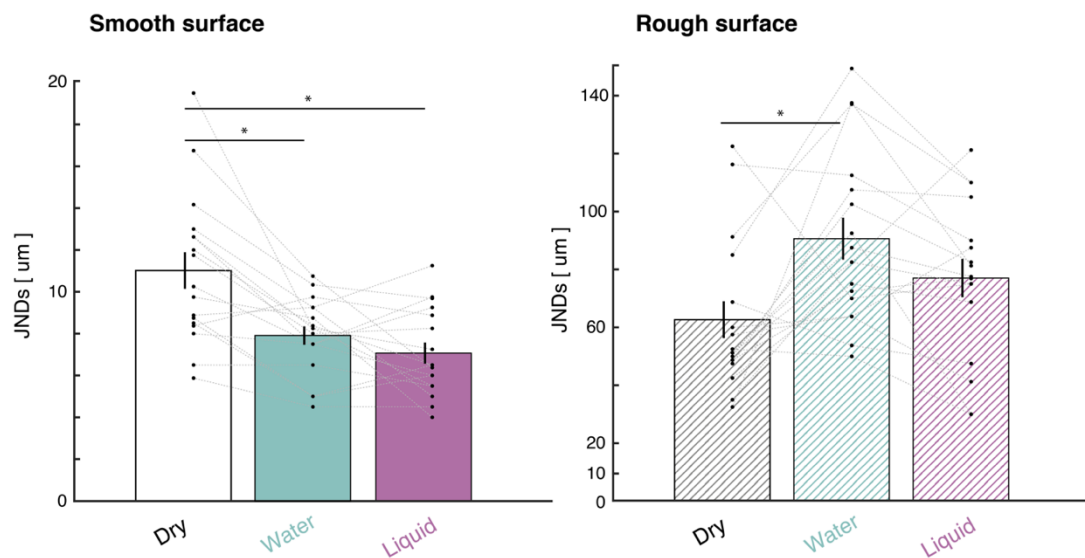 Smooth surface
JNDs [ um ]
20
10
0
*
*
Dry
Water
Liquid
Rough surface
JNDs [ um ]
140
100
60
20
10
0
*
Dry
Water
Liquid